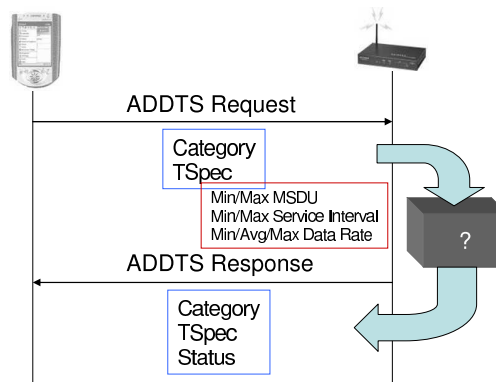 ADDTS Request
Category
TSpec
Min/Max MSDU
Min/Max Service Interval
Min/Avg/Max Data Rate
?
ADDTS Response
Category
TSpec
Status